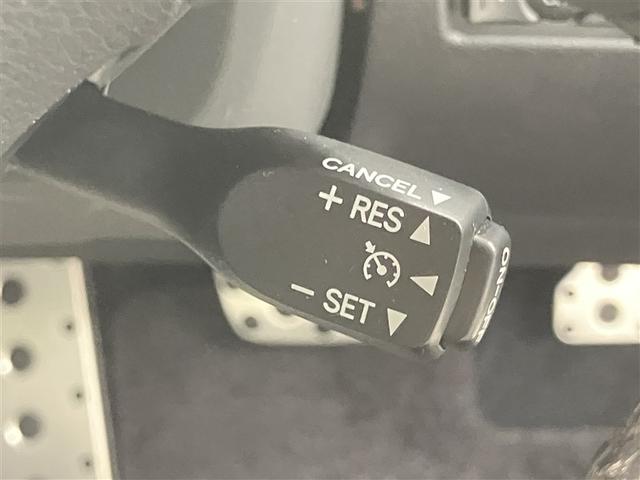 CANCEL ▼
+ RES ▲
◀
− SET ▼
ON-OFF